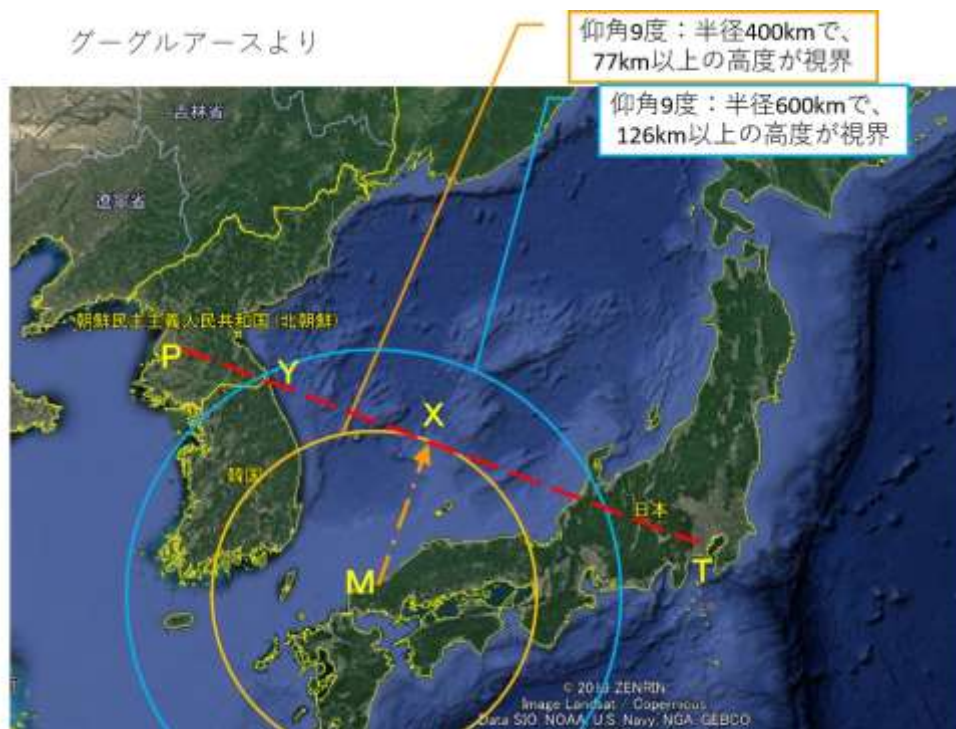 グーグルアースより
仰角9度：半径400kmで、
77km以上の高度が視界
仰角9度：半径600kmで、
126km以上の高度が視界
吉林省
遼寧省
朝鮮民主主義人民共和国 (北朝鮮)
P
Y
X
韓国
日本
M
T
© 2018 ZENRIN
Image Landsat / Copernicus
Data SIO, NOAA, U.S. Navy, NGA, GEBCO